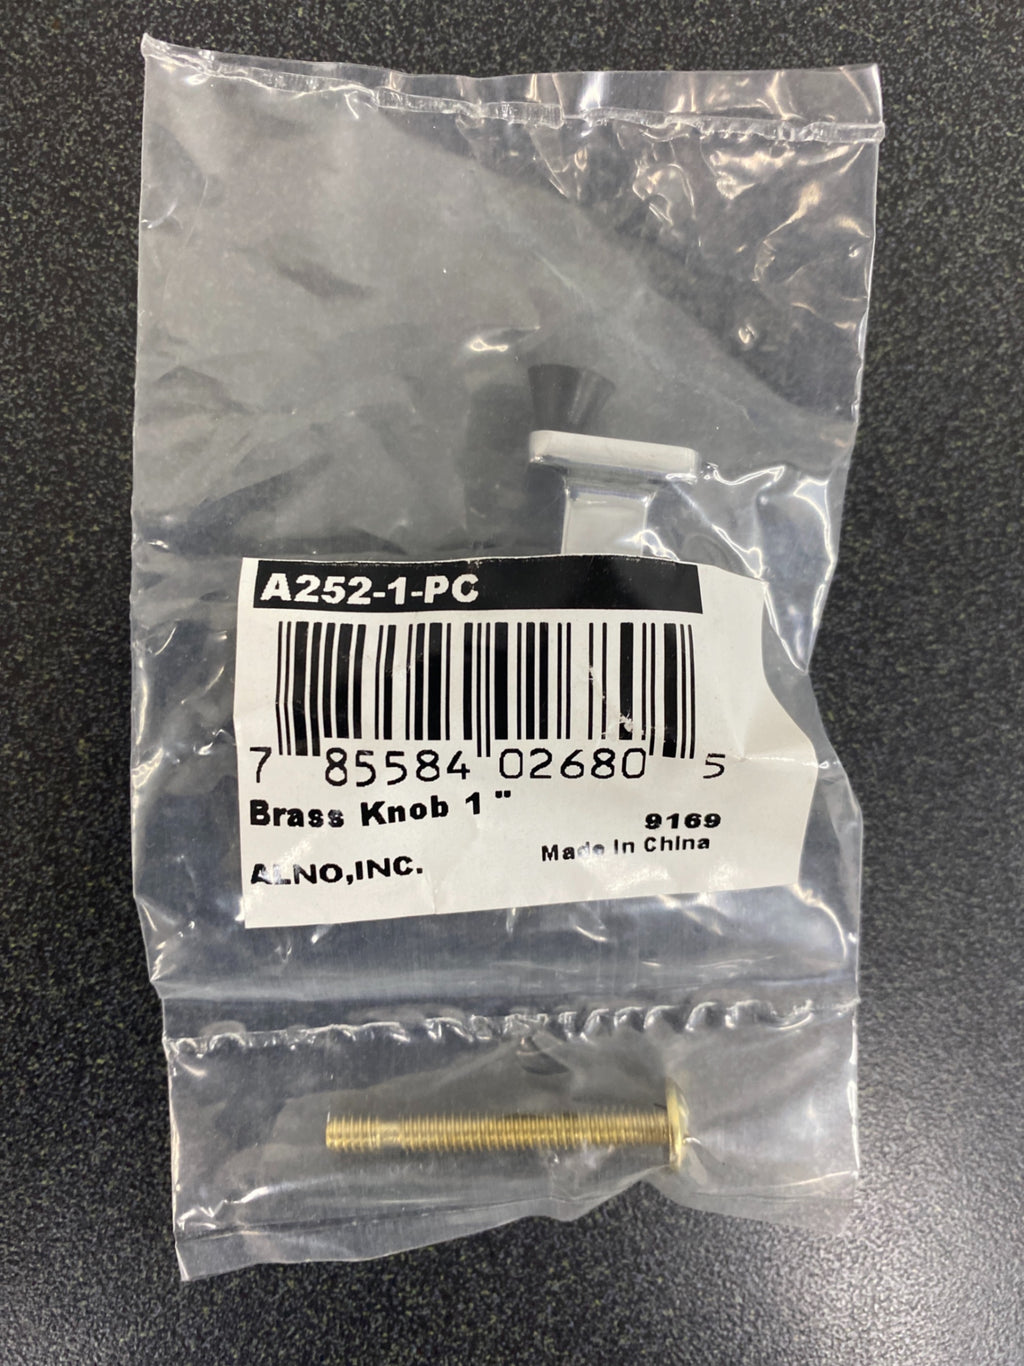 A252-1-PC
7 85584 02680 5
Brass Knob 1 "
9169
Made In China
ALNO,INC.